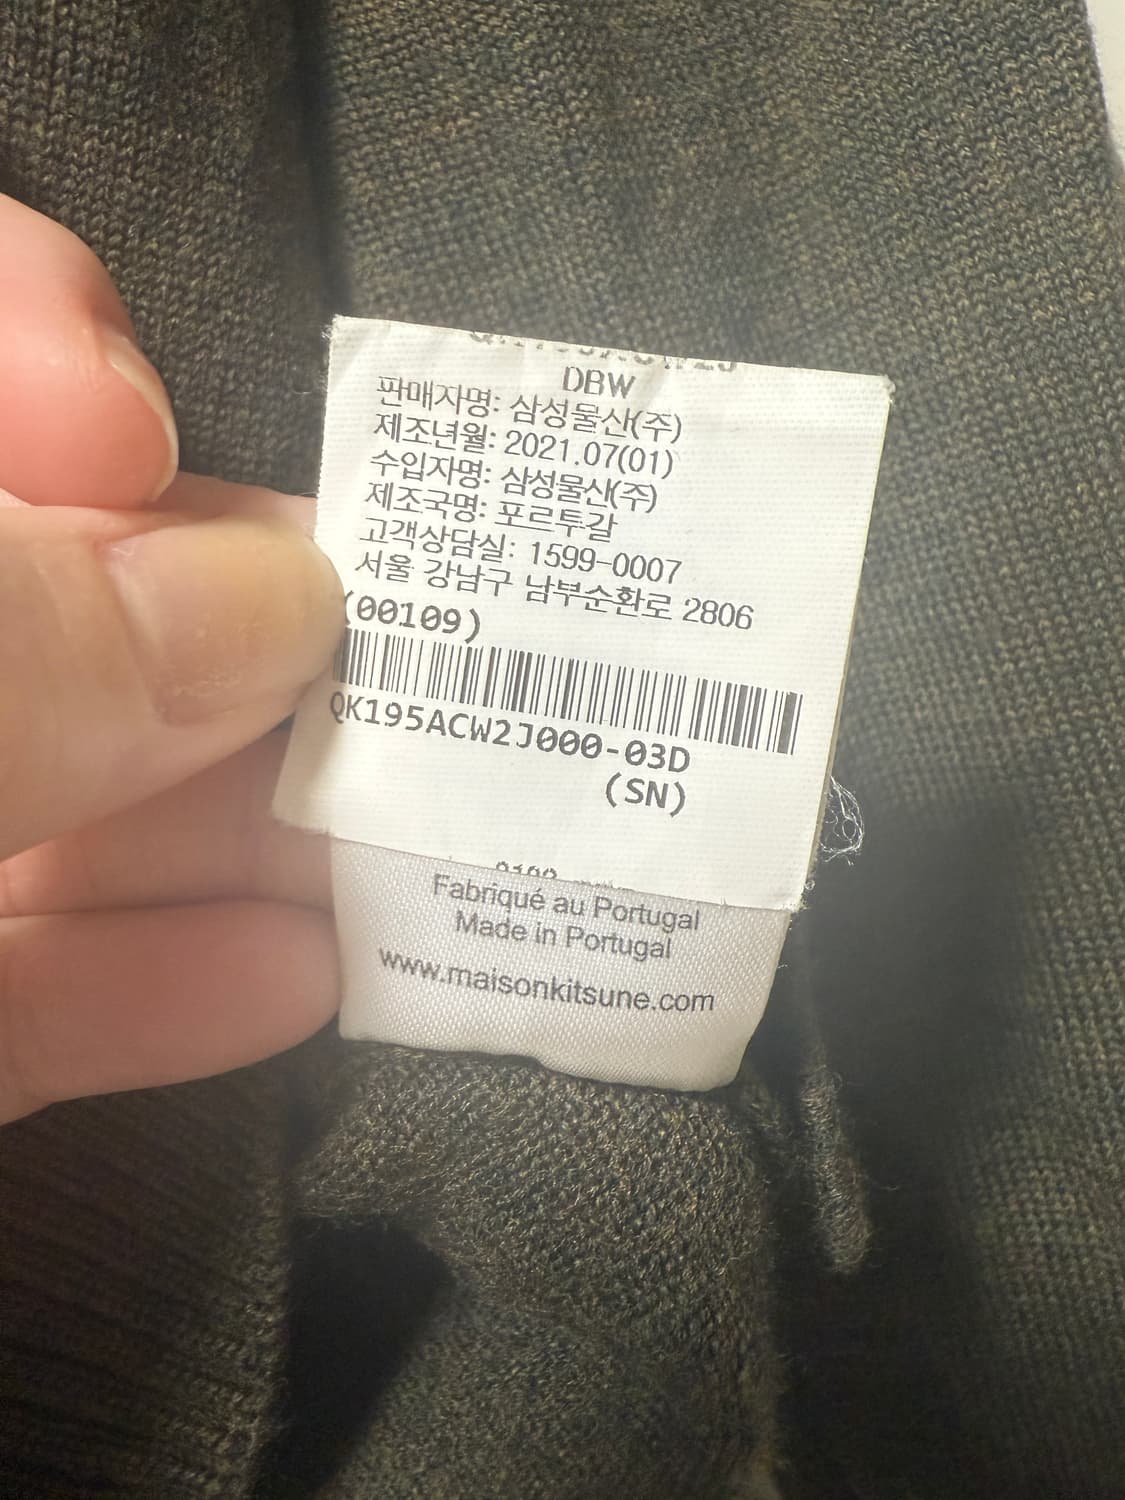 DBW
판매자명: 삼성물산(주)
제조년월: 2021.07(01)
수입자명: 삼성물산(주)
제조국명: 포르투갈
고객상담실: 1599-0007
서울 강남구 남부순환로 2806
(00109)
QK195ACW2J000-03D
(SN)
Fabriqué au Portugal
Made in Portugal
www.maisonkitsune.com